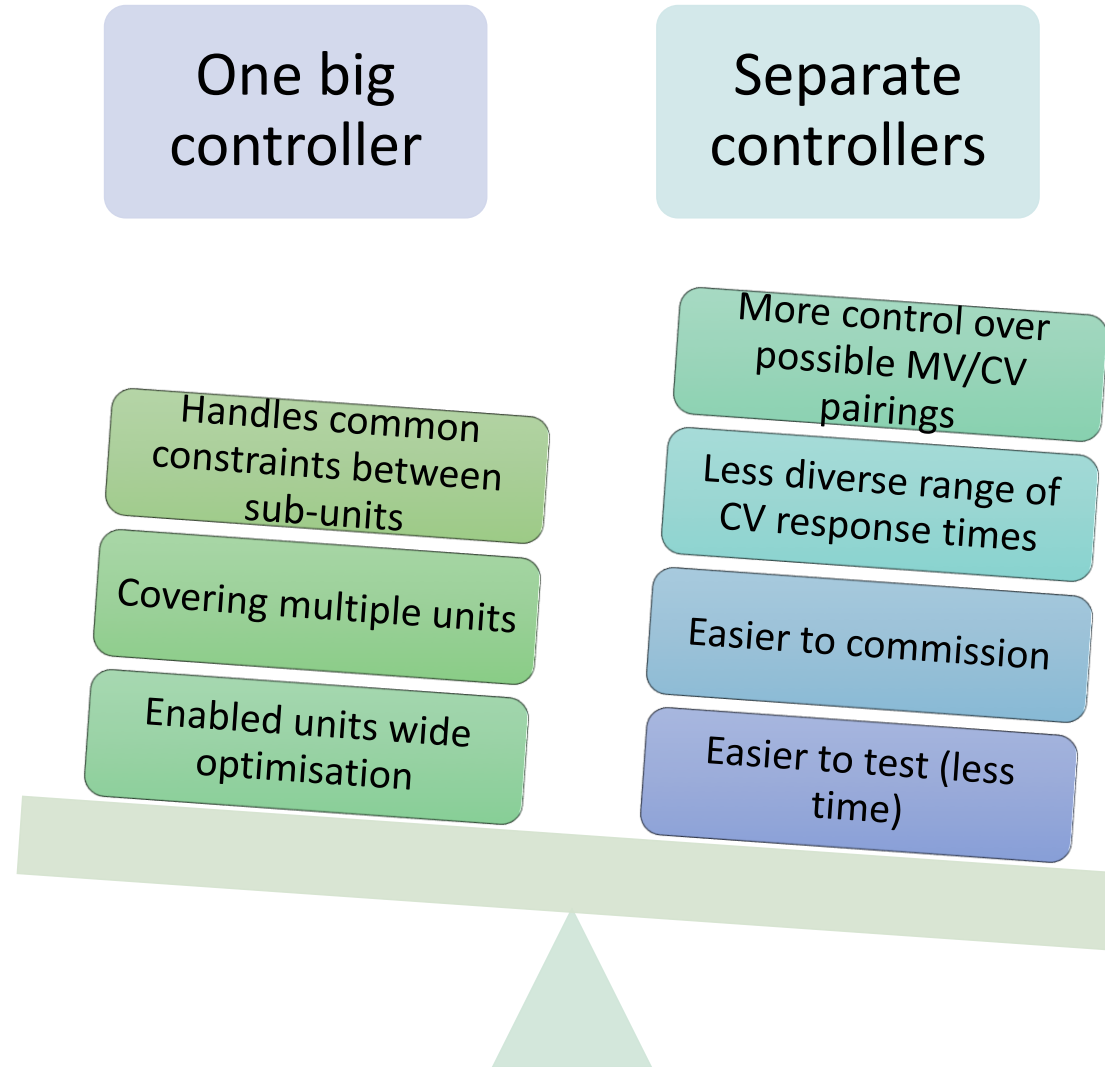 One big
controller
Separate
controllers
Handles common
constraints between
sub-units
Covering multiple units
Enabled units wide
optimisation
More control over
possible MV/CV
pairings
Less diverse range of
CV response times
Easier to commission
Easier to test (less
time)